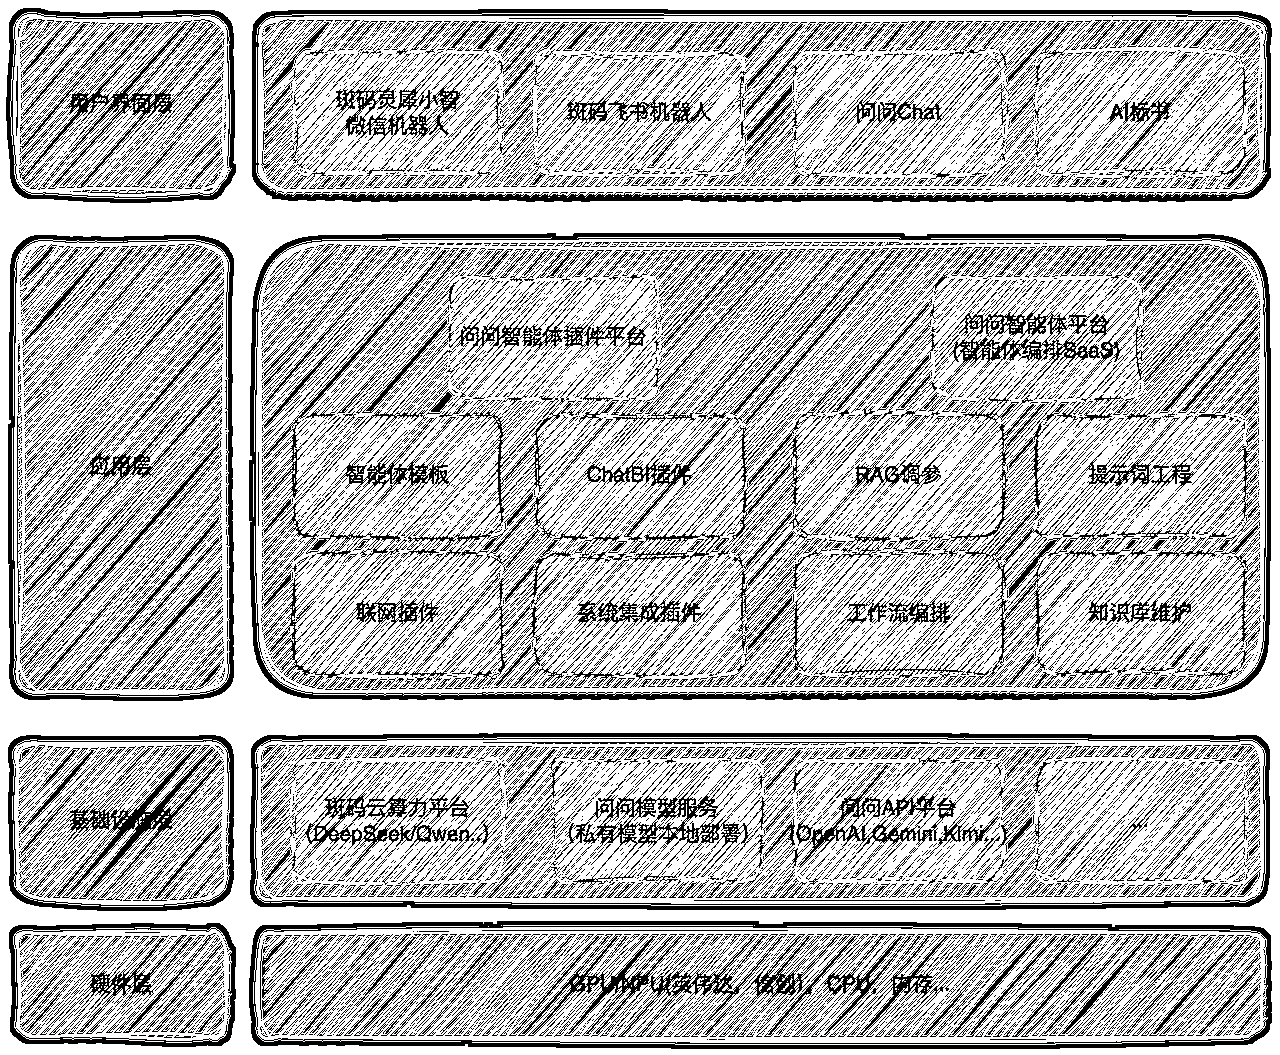 用户界面层
斑码灵犀小智
微信机器人
斑码飞书机器人
问问Chat
AI标书
应用层
问问智能体插件平台
问问智能体平台
(智能体编排SaaS)
智能体模板
ChatBI插件
RAG调参
提示词工程
联网插件
系统集成插件
工作流编排
知识库维护
基础设施层
斑码云算力平台
(DeepSeek/Qwen..)
问问模型服务
(私有模型本地部署)
问问API平台
(OpenAI,Gemini,Kimi...)
...
硬件层
GPU/NPU(英伟达，信创)，CPU，内存...